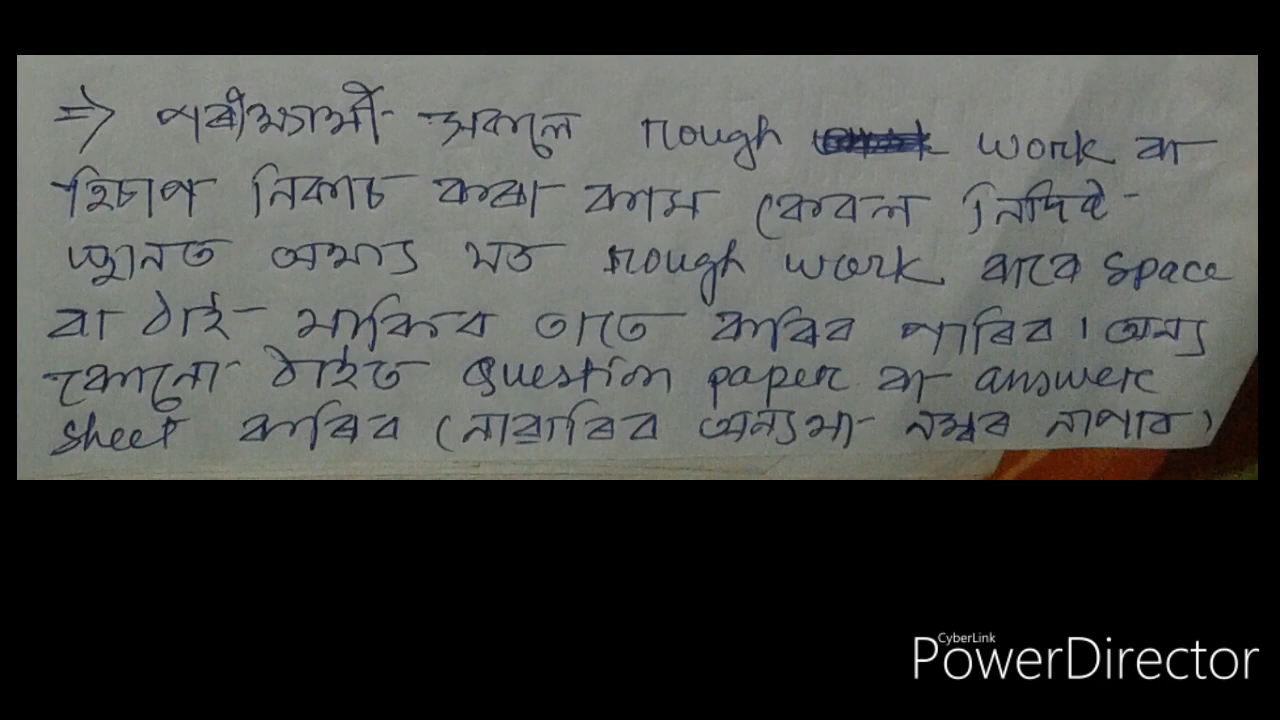 ⇒ পৰীক্ষাৰ্থী সকলে rough work বা
হিচাপ নিকাচ কৰা কাম কেৱল নিৰ্দিষ্ট
স্থানত অৰ্থাৎ য'ত rough work বাবে space
বা ঠাই থাকিব তাতে কৰিব পাৰিব। অন্য
কোনো ঠাইত question paper বা answer
sheet কৰিব নোৱাৰিব অন্যথা নম্বৰ নাপাব।
CyberLink
PowerDirector